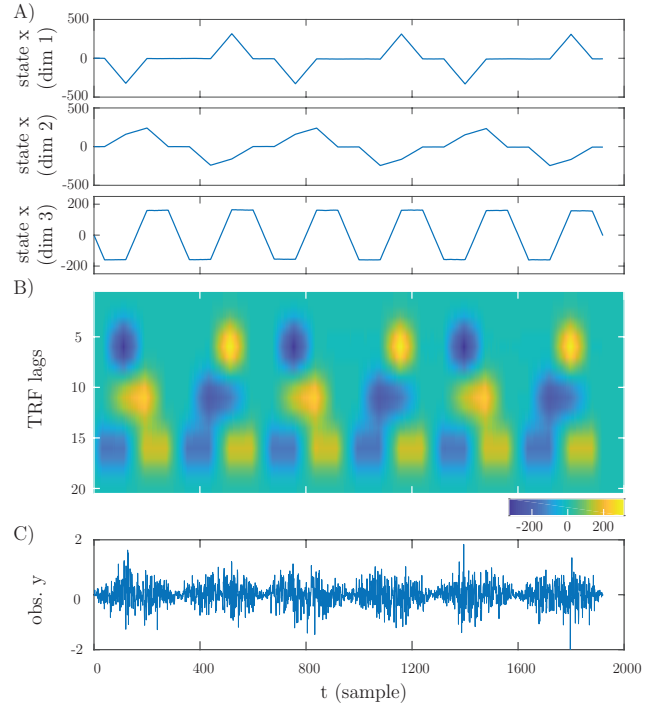 A)
500
0
-500
state x
(dim 1)
500
0
-500
state x
(dim 2)
200
0
-200
state x
(dim 3)
B)
5
10
15
20
TRF lags
-200 0 200
C)
2
0
-2
obs. y
0 400 800 1200 1600 2000
t (sample)